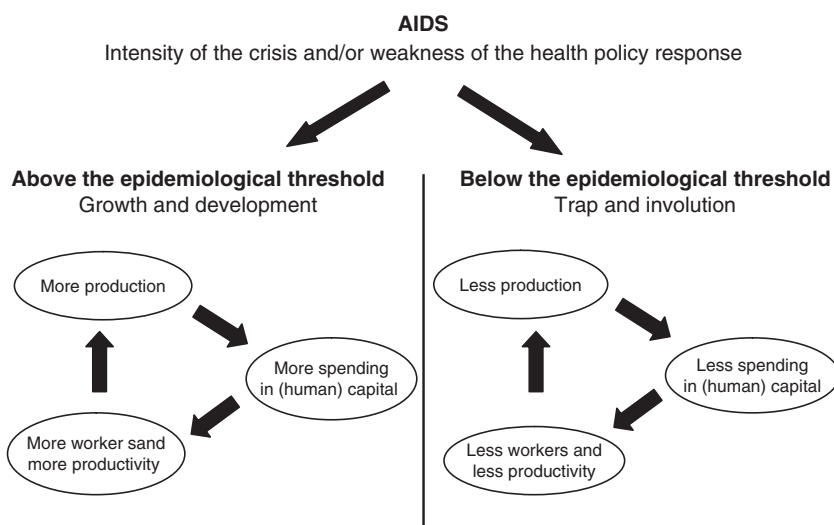 AIDS
Intensity of the crisis and/or weakness of the health policy response
Above the epidemiological threshold
Growth and development
More production
More spending
in (human) capital
More worker sand
more productivity
Below the epidemiological threshold
Trap and involution
Less production
Less spending
in (human) capital
Less workers and
less productivity